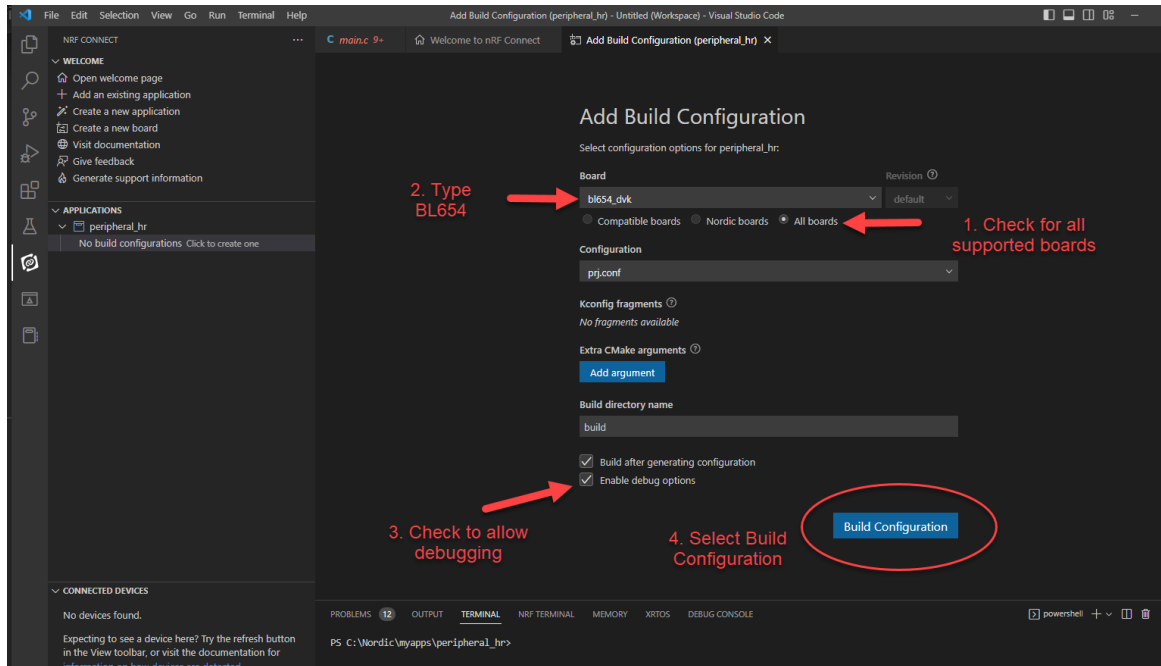 File Edit Selection View Go Run Terminal Help
Add Build Configuration (peripheral_hr) - Untitled (Workspace) - Visual Studio Code
NRF CONNECT
WELCOME
Open welcome page
Add an existing application
Create a new application
Create a new board
Visit documentation
Give feedback
Generate support information
APPLICATIONS
peripheral_hr
No build configurations Click to create one
CONNECTED DEVICES
No devices found.
Expecting to see a device here? Try the refresh button
in the View toolbar, or visit the documentation for
information on how devices are detected
C main.c 9+
Welcome to nRF Connect
Add Build Configuration (peripheral_hr)
Add Build Configuration
Select configuration options for peripheral_hr:
Board
Revision
bl654_dvk
default
Compatible boards Nordic boards All boards
2. Type
BL654
1. Check for all
supported boards
Configuration
prj.conf
Kconfig fragments
No fragments available
Extra CMake arguments
Add argument
Build directory name
build
Build after generating configuration
Enable debug options
3. Check to allow
debugging
4. Select Build
Configuration
Build Configuration
PROBLEMS 12 OUTPUT TERMINAL NRF TERMINAL MEMORY XRTOS DEBUG CONSOLE
powershell
PS C:\Nordic\myapps\peripheral_hr>